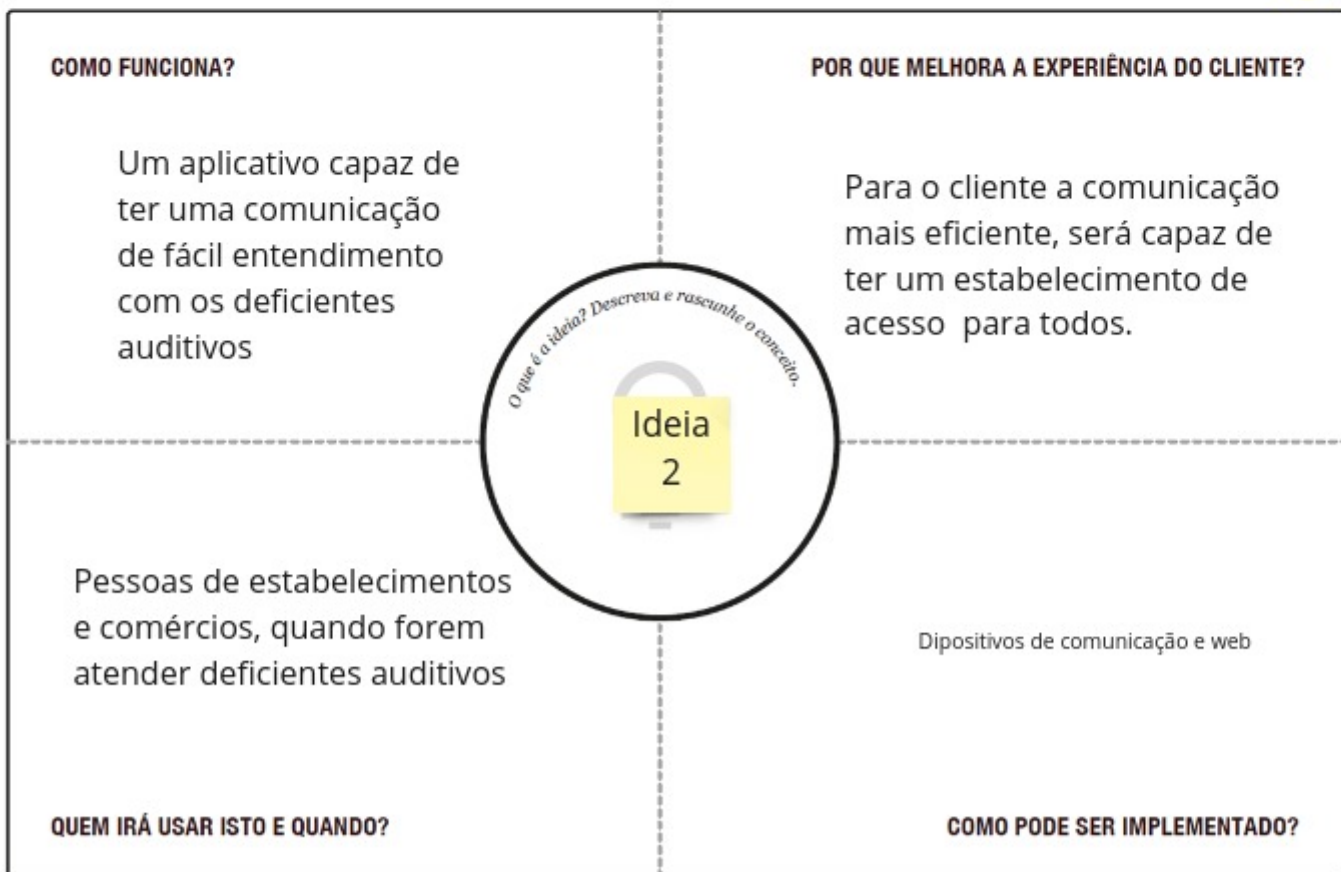 COMO FUNCIONA?
Um aplicativo capaz de
ter uma comunicação
de fácil entendimento
com os deficientes
auditivos
POR QUE MELHORA A EXPERIÊNCIA DO CLIENTE?
Para o cliente a comunicação
mais eficiente, será capaz de
ter um estabelecimento de
acesso  para todos.
O que é a ideia? Descreva e rascunhe o conceito.
Ideia
2
Pessoas de estabelecimentos
e comércios, quando forem
atender deficientes auditivos
QUEM IRÁ USAR ISTO E QUANDO?
Dipositivos de comunicação e web
COMO PODE SER IMPLEMENTADO?